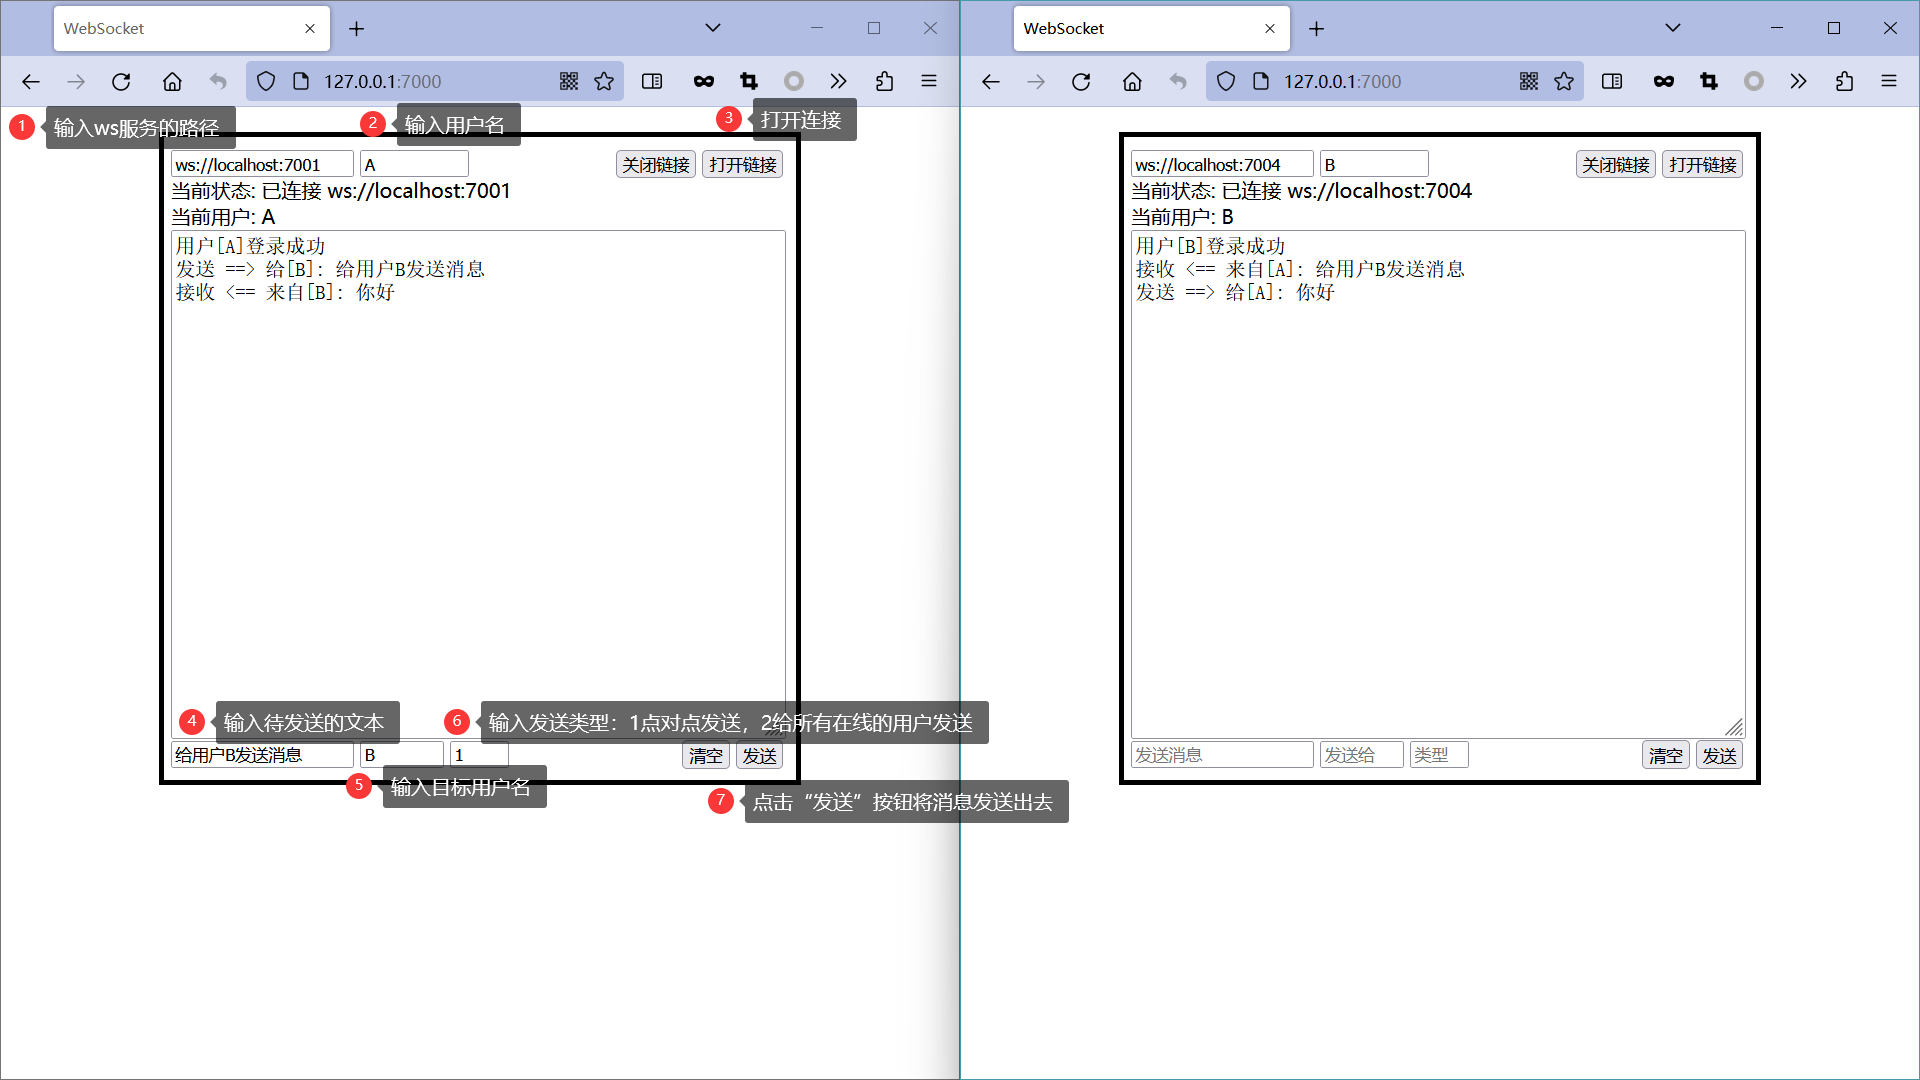 WebSocket
127.0.0.1:7000
1 输入ws服务的路径
2 输入用户名
3 打开连接
ws://localhost:7001 A 关闭链接 打开链接
当前状态: 已连接 ws://localhost:7001
当前用户: A
用户[A]登录成功
发送 ==> 给[B]: 给用户B发送消息
接收 <== 来自[B]: 你好
4 输入待发送的文本
6 输入发送类型：1点对点发送，2给所有在线的用户发送
给用户B发送消息 B 1 清空 发送
5 输入目标用户名
7 点击“发送”按钮将消息发送出去
WebSocket
127.0.0.1:7000
ws://localhost:7004 B 关闭链接 打开链接
当前状态: 已连接 ws://localhost:7004
当前用户: B
用户[B]登录成功
接收 <== 来自[A]: 给用户B发送消息
发送 ==> 给[A]: 你好
发送消息 发送给 类型 清空 发送